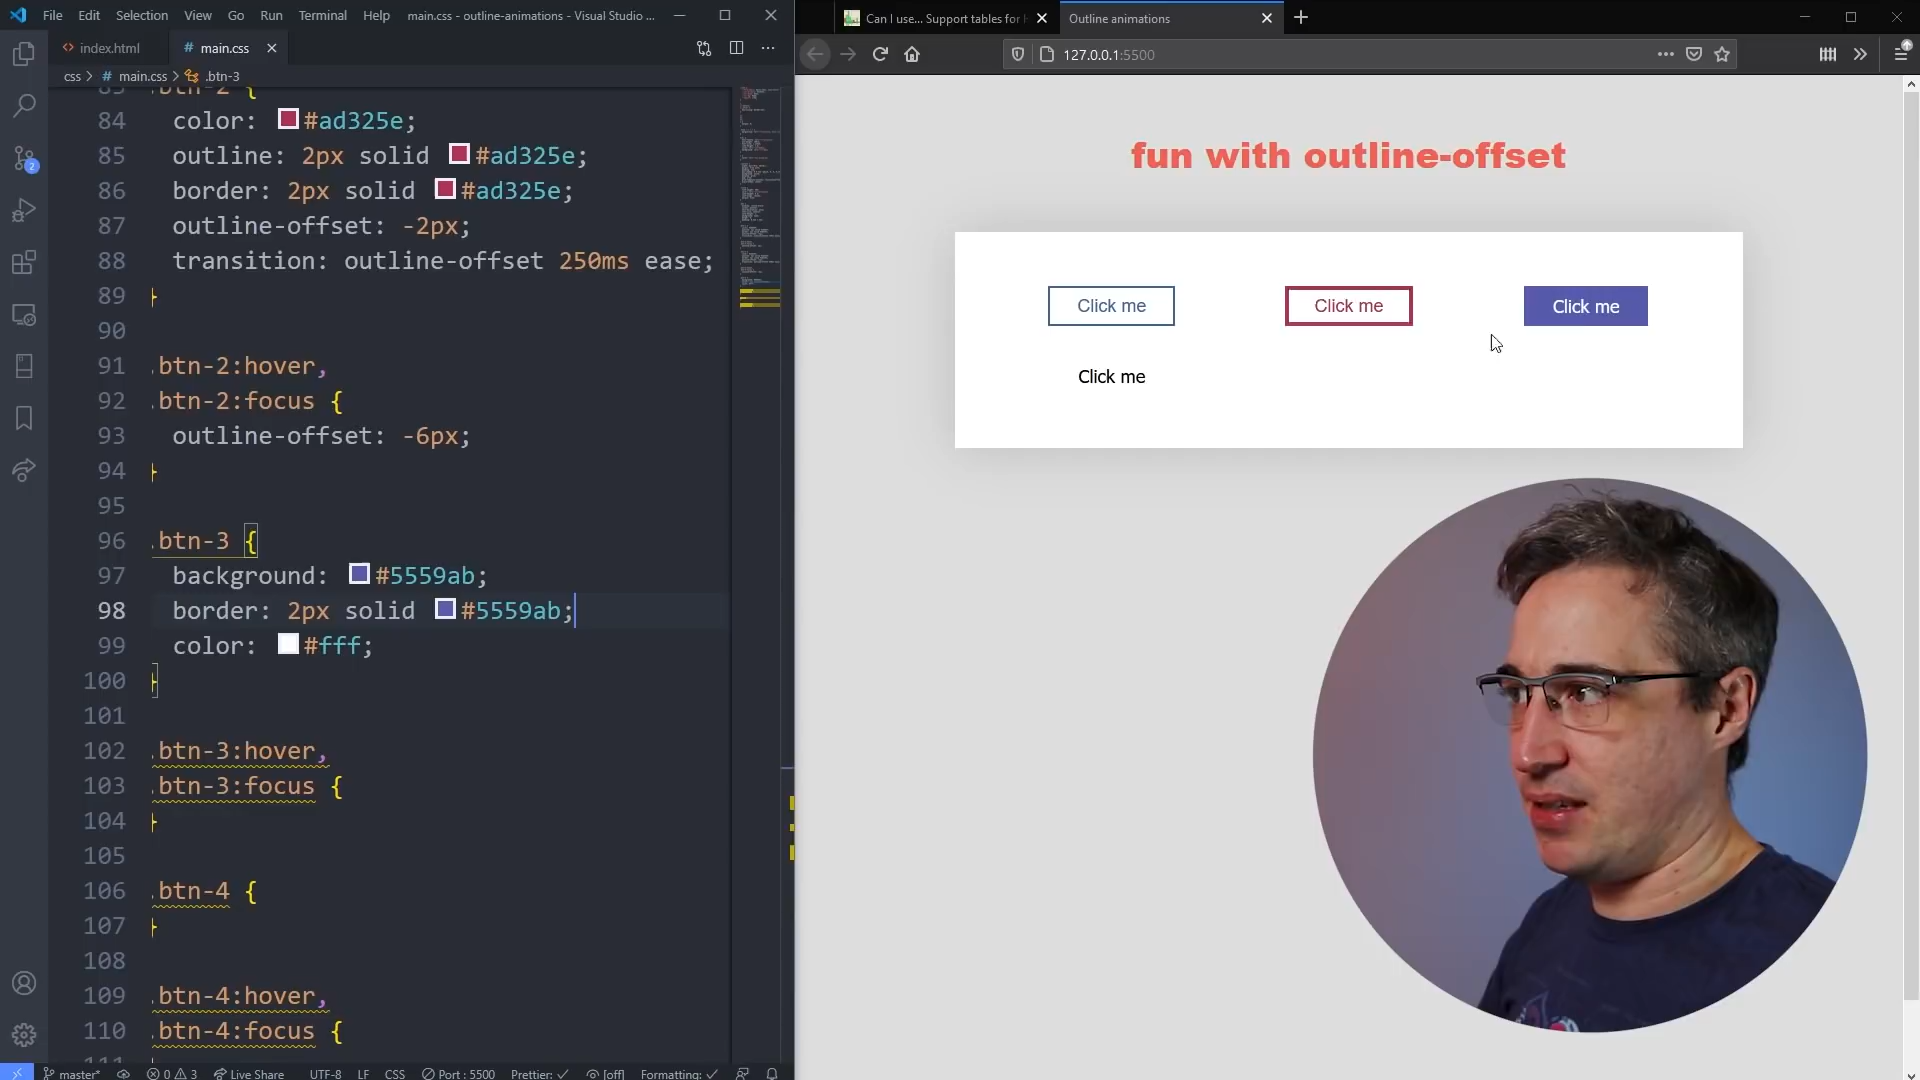 File Edit Selection View Go Run Terminal Help main.css - outline-animations - Visual Studio ...
index.html main.css
css > # main.css > .btn-3
.btn-2 {
84 color: #ad325e;
85 outline: 2px solid #ad325e;
86 border: 2px solid #ad325e;
87 outline-offset: -2px;
88 transition: outline-offset 250ms ease;
89 }
90
91 .btn-2:hover,
92 .btn-2:focus {
93 outline-offset: -6px;
94 }
95
96 .btn-3 {
97 background: #5559ab;
98 border: 2px solid #5559ab;
99 color: #fff;
100 }
101
102 .btn-3:hover,
103 .btn-3:focus {
104 }
105
106 .btn-4 {
107 }
108
109 .btn-4:hover,
110 .btn-4:focus {
2
master* 0 3 Live Share UTF-8 LF CSS Port : 5500 Prettier: [off] Formatting:
Can I use... Support tables for Outline animations
127.0.0.1:5500
fun with outline-offset
Click me Click me Click me
Click me